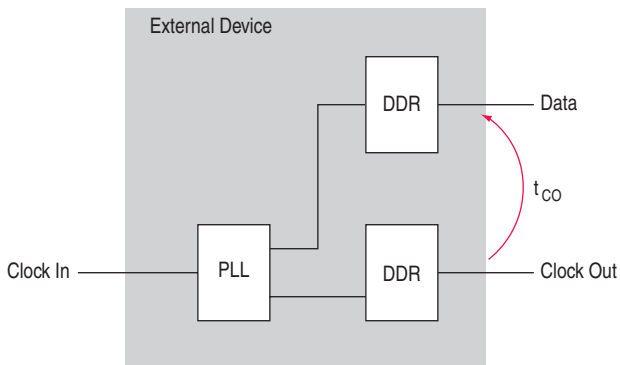 External Device
DDR
Data
t CO
Clock In
PLL
DDR
Clock Out